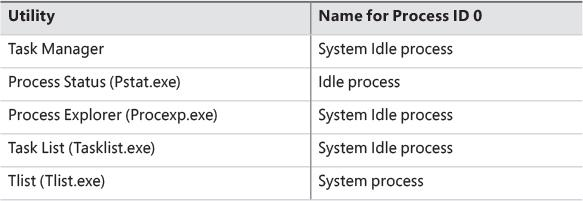 Utility Name for Process ID 0
Task Manager System Idle process
Process Status (Pstat.exe) Idle process
Process Explorer (Procexp.exe) System Idle process
Task List (Tasklist.exe) System Idle process
Tlist (Tlist.exe) System process